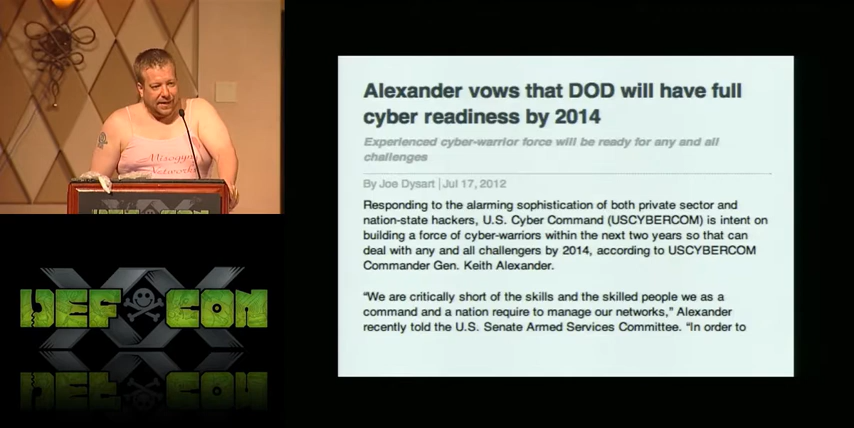 Misogyny
Networks
DEF CON
XX
DEF CON
Alexander vows that DOD will have full
cyber readiness by 2014
Experienced cyber-warrior force will be ready for any and all
challenges
By Joe Dysart | Jul 17, 2012
Responding to the alarming sophistication of both private sector and
nation-state hackers, U.S. Cyber Command (USCYBERCOM) is intent on
building a force of cyber-warriors within the next two years so that can
deal with any and all challengers by 2014, according to USCYBERCOM
Commander Gen. Keith Alexander.
“We are critically short of the skills and the skilled people we as a
command and a nation require to manage our networks,” Alexander
recently told the U.S. Senate Armed Services Committee. “In order to